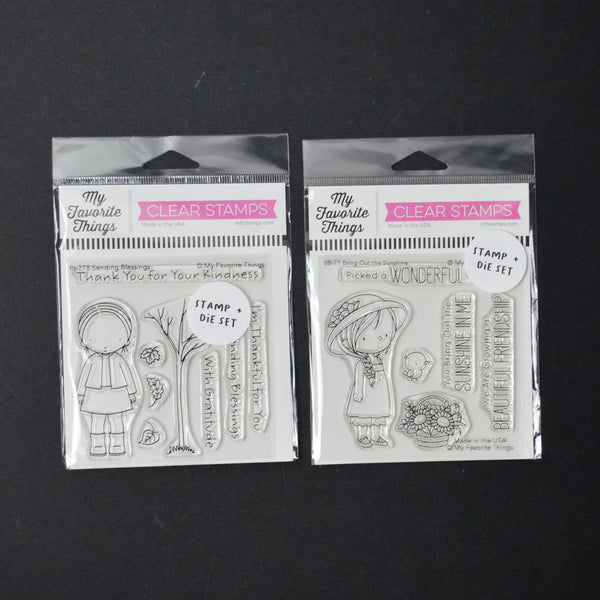 My
Favorite
Things
CLEAR STAMPS
Made in the USA
mftstamps.com
PI-278 Sending Blessings
© My Favorite Things
Thank You for Your Kindness
STAMP +
DiE SET
With Gratitude
Sending Blessings
I'm Thankful for You
My
Favorite
Things
CLEAR STAMPS
Made in the USA
mftstamps.com
BB-71 Bring Out the Sunshine
© My
I Picked a WONDERFUL
STAMP +
DiE SET
You Bring Out the
SUNSHINE IN ME
We Are Growing a
BEAUTIFUL FRIENDSHIP
Made in the USA
© My Favorite Things